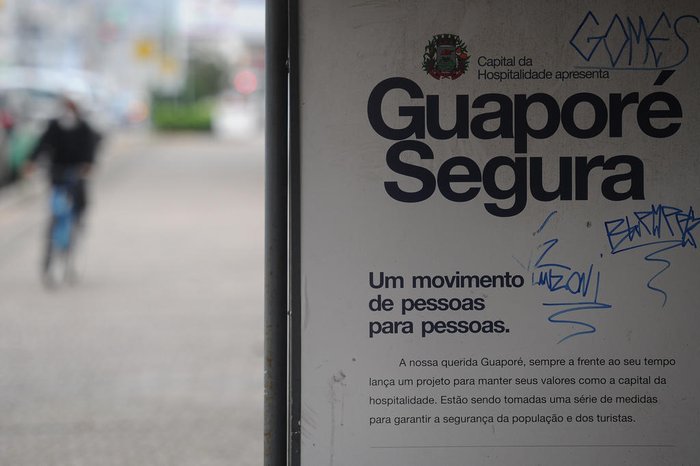 Capital da
Hospitalidade apresenta
GOMES
Guaporé
Segura
Um movimento
de pessoas
para pessoas.
A nossa querida Guaporé, sempre a frente ao seu tempo
lança um projeto para manter seus valores como a capital da
hospitalidade. Estão sendo tomadas uma série de medidas
para garantir a segurança da população e dos turistas.